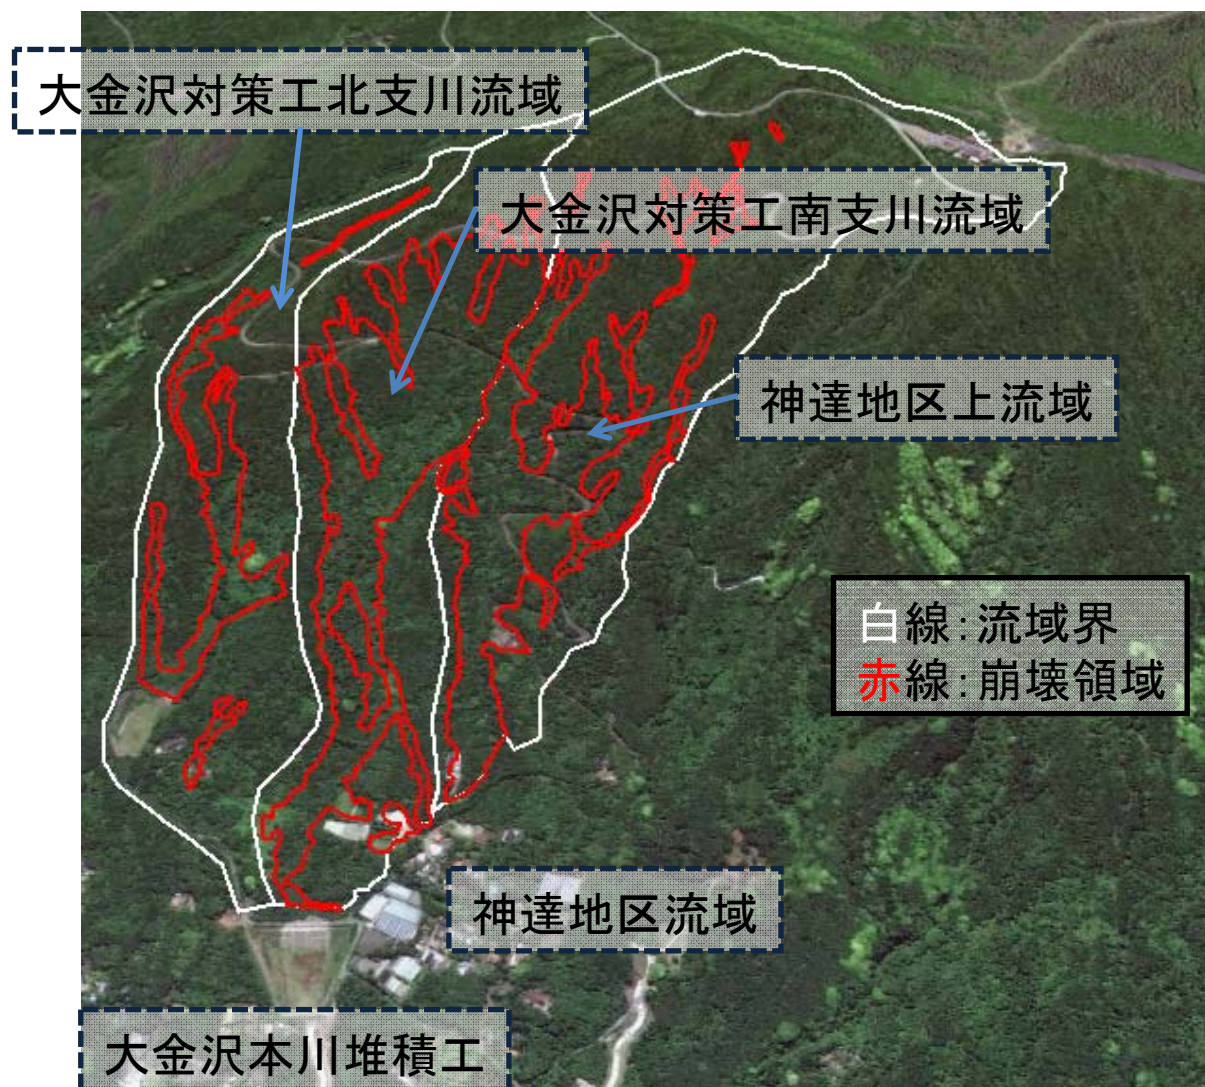 大金沢対策工北支川流域
大金沢対策工南支川流域
神達地区上流域
白線:流域界
赤線:崩壊領域
神達地区流域
大金沢本川堆積工